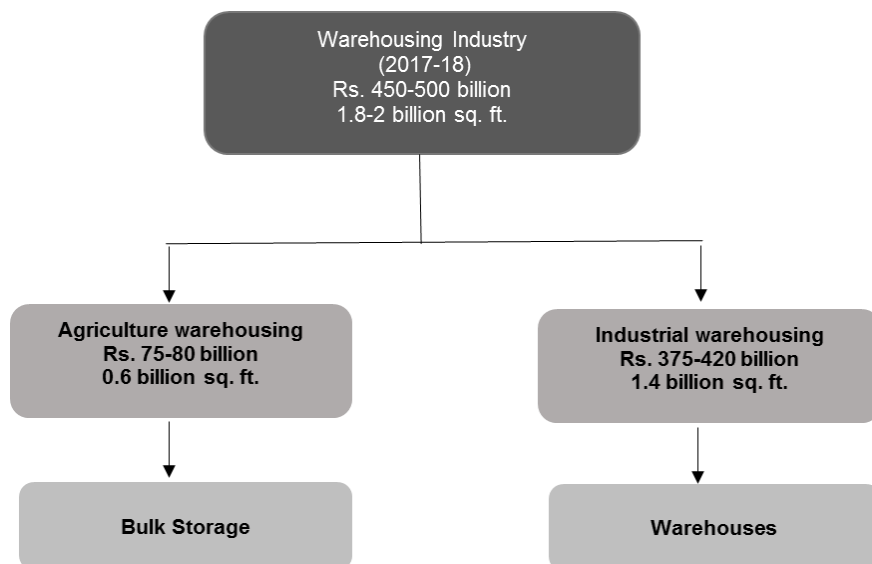 Warehousing Industry
(2017-18)
Rs. 450-500 billion
1.8-2 billion sq. ft.
Agriculture warehousing
Rs. 75-80 billion
0.6 billion sq. ft.
Industrial warehousing
Rs. 375-420 billion
1.4 billion sq. ft.
Bulk Storage
Warehouses